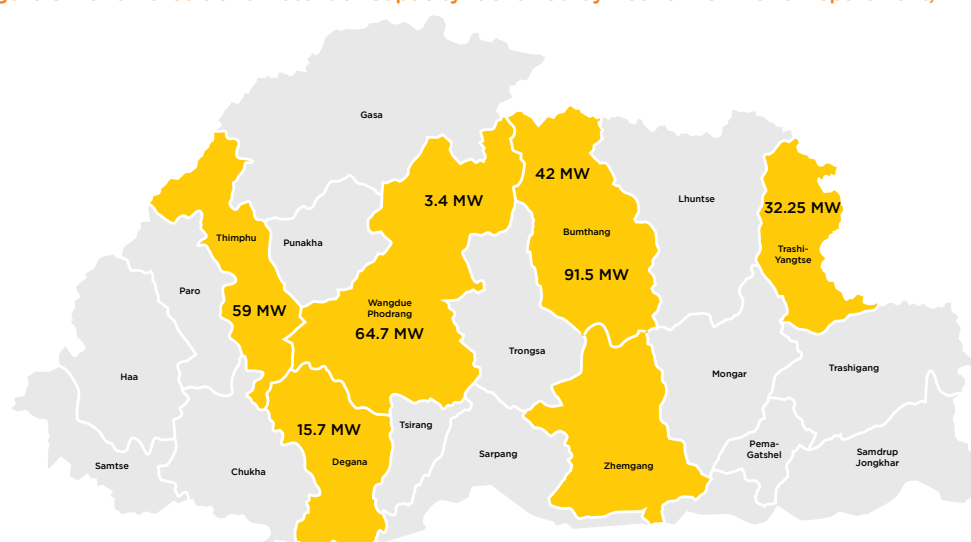 Gasa
42 MW
3.4 MW
Lhuntse
32.25 MW
Thimphu
Punakha
Bumthang
Trashi-
Yangtse
91.5 MW
Paro
59 MW
Wangdue
Phodrang
64.7 MW
Trongsa
Haa
Mongar
Trashigang
15.7 MW
Tsirang
Samtse
Chukha
Degana
Sarpang
Zhemgang
Pema-
Gatshel
Samdrup
Jongkhar